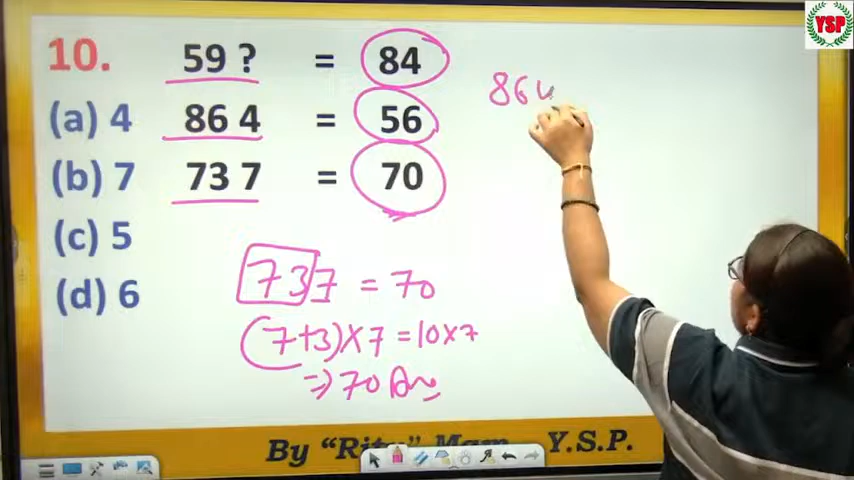 YSP
10. 59 ? = 84
(a) 4 86 4 = 56
(b) 7 73 7 = 70
(c) 5
(d) 6
864
737 = 70
(7+3)×7 = 10×7
⇒ 70 Ans
By "Ritu" Mam Y.S.P.